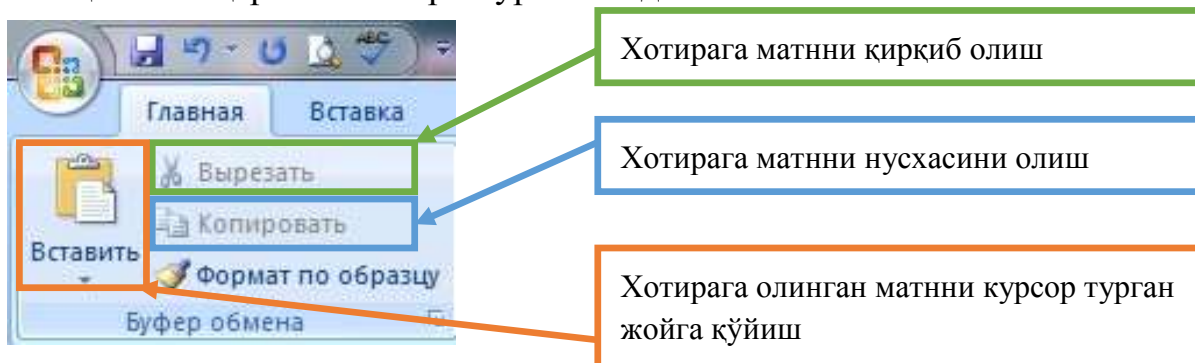 Хотирага матнни қирқиб олиш
ABC
Главная Вставка
Вырезать
Хотирага матнни нусхасини олиш
Копировать
Вставить
Формат по образцу
Буфер обмена
Хотирага олинган матнни курсор турган
жойга қўйиш